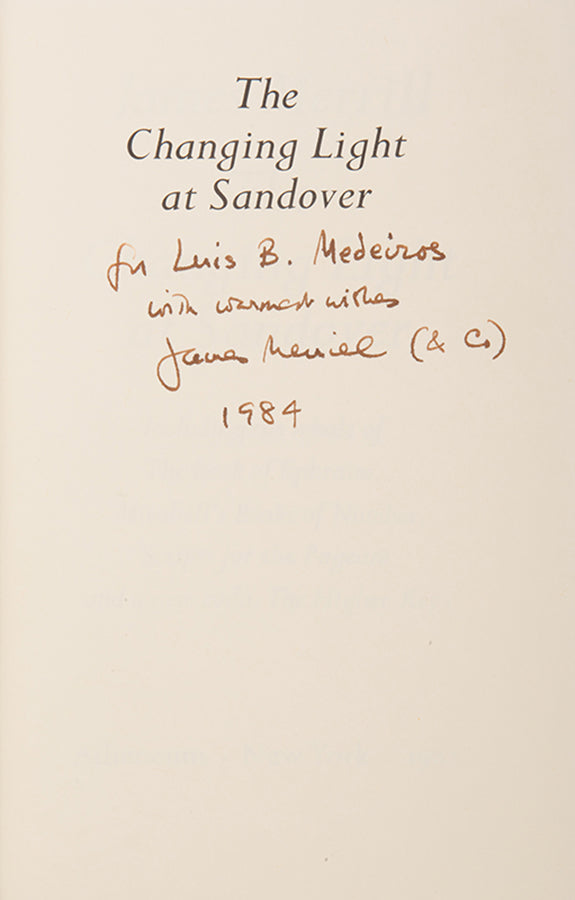 The
Changing Light
at Sandover
for Luis B. Medeiros
with warmest wishes
James Merrill (& Co)
1984